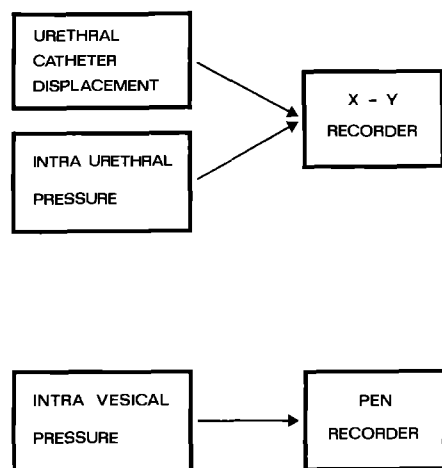 URETHRAL
CATHETER
DISPLACEMENT
INTRA URETHRAL
PRESSURE
X - Y
RECORDER
INTRA VESICAL
PRESSURE
PEN
RECORDER